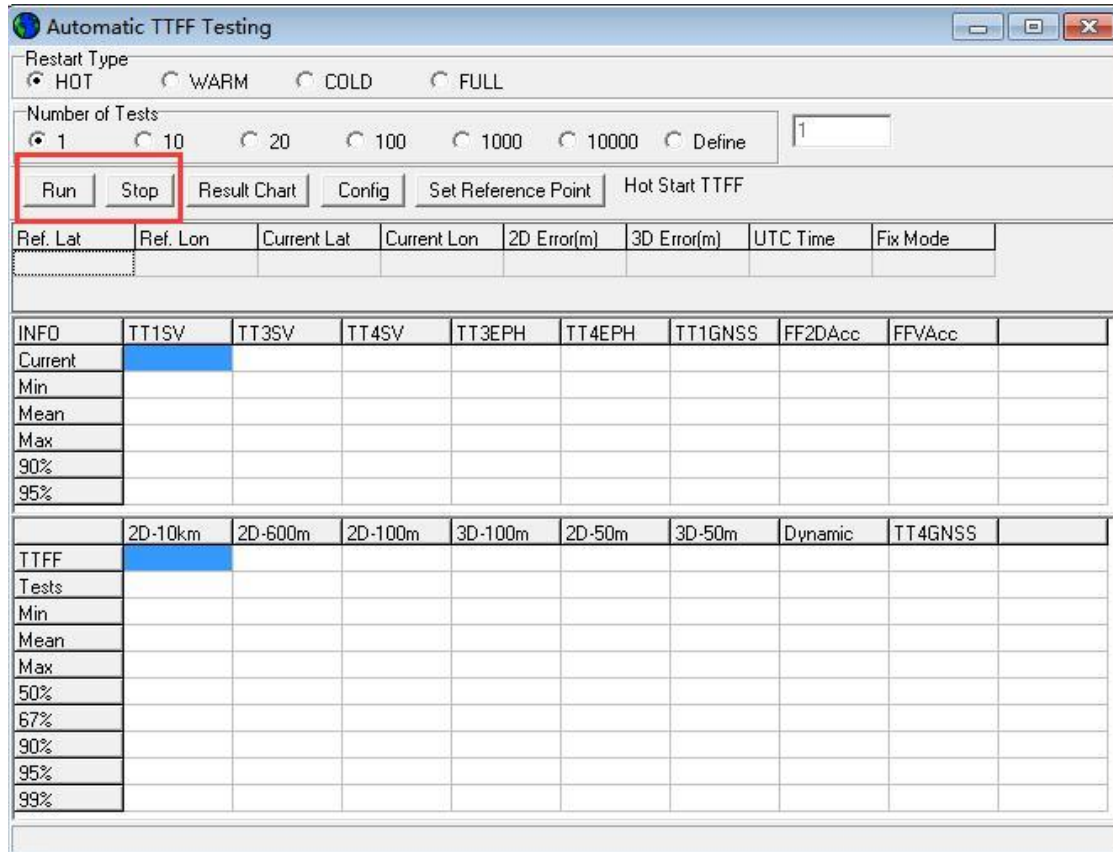 Automatic TTFF Testing
Restart Type
HOT WARM COLD FULL
Number of Tests
1 10 20 100 1000 10000 Define 1
Run Stop Result Chart Config Set Reference Point Hot Start TTFF
Ref. Lat Ref. Lon Current Lat Current Lon 2D Error(m) 3D Error(m) UTC Time Fix Mode
INFO TT1SV TT3SV TT4SV TT3EPH TT4EPH TT1GNSS FF2DAcc FFVAcc
Current
Min
Mean
Max
90%
95%
2D-10km 2D-600m 2D-100m 3D-100m 2D-50m 3D-50m Dynamic TT4GNSS
TTFF
Tests
Min
Mean
Max
50%
67%
90%
95%
99%